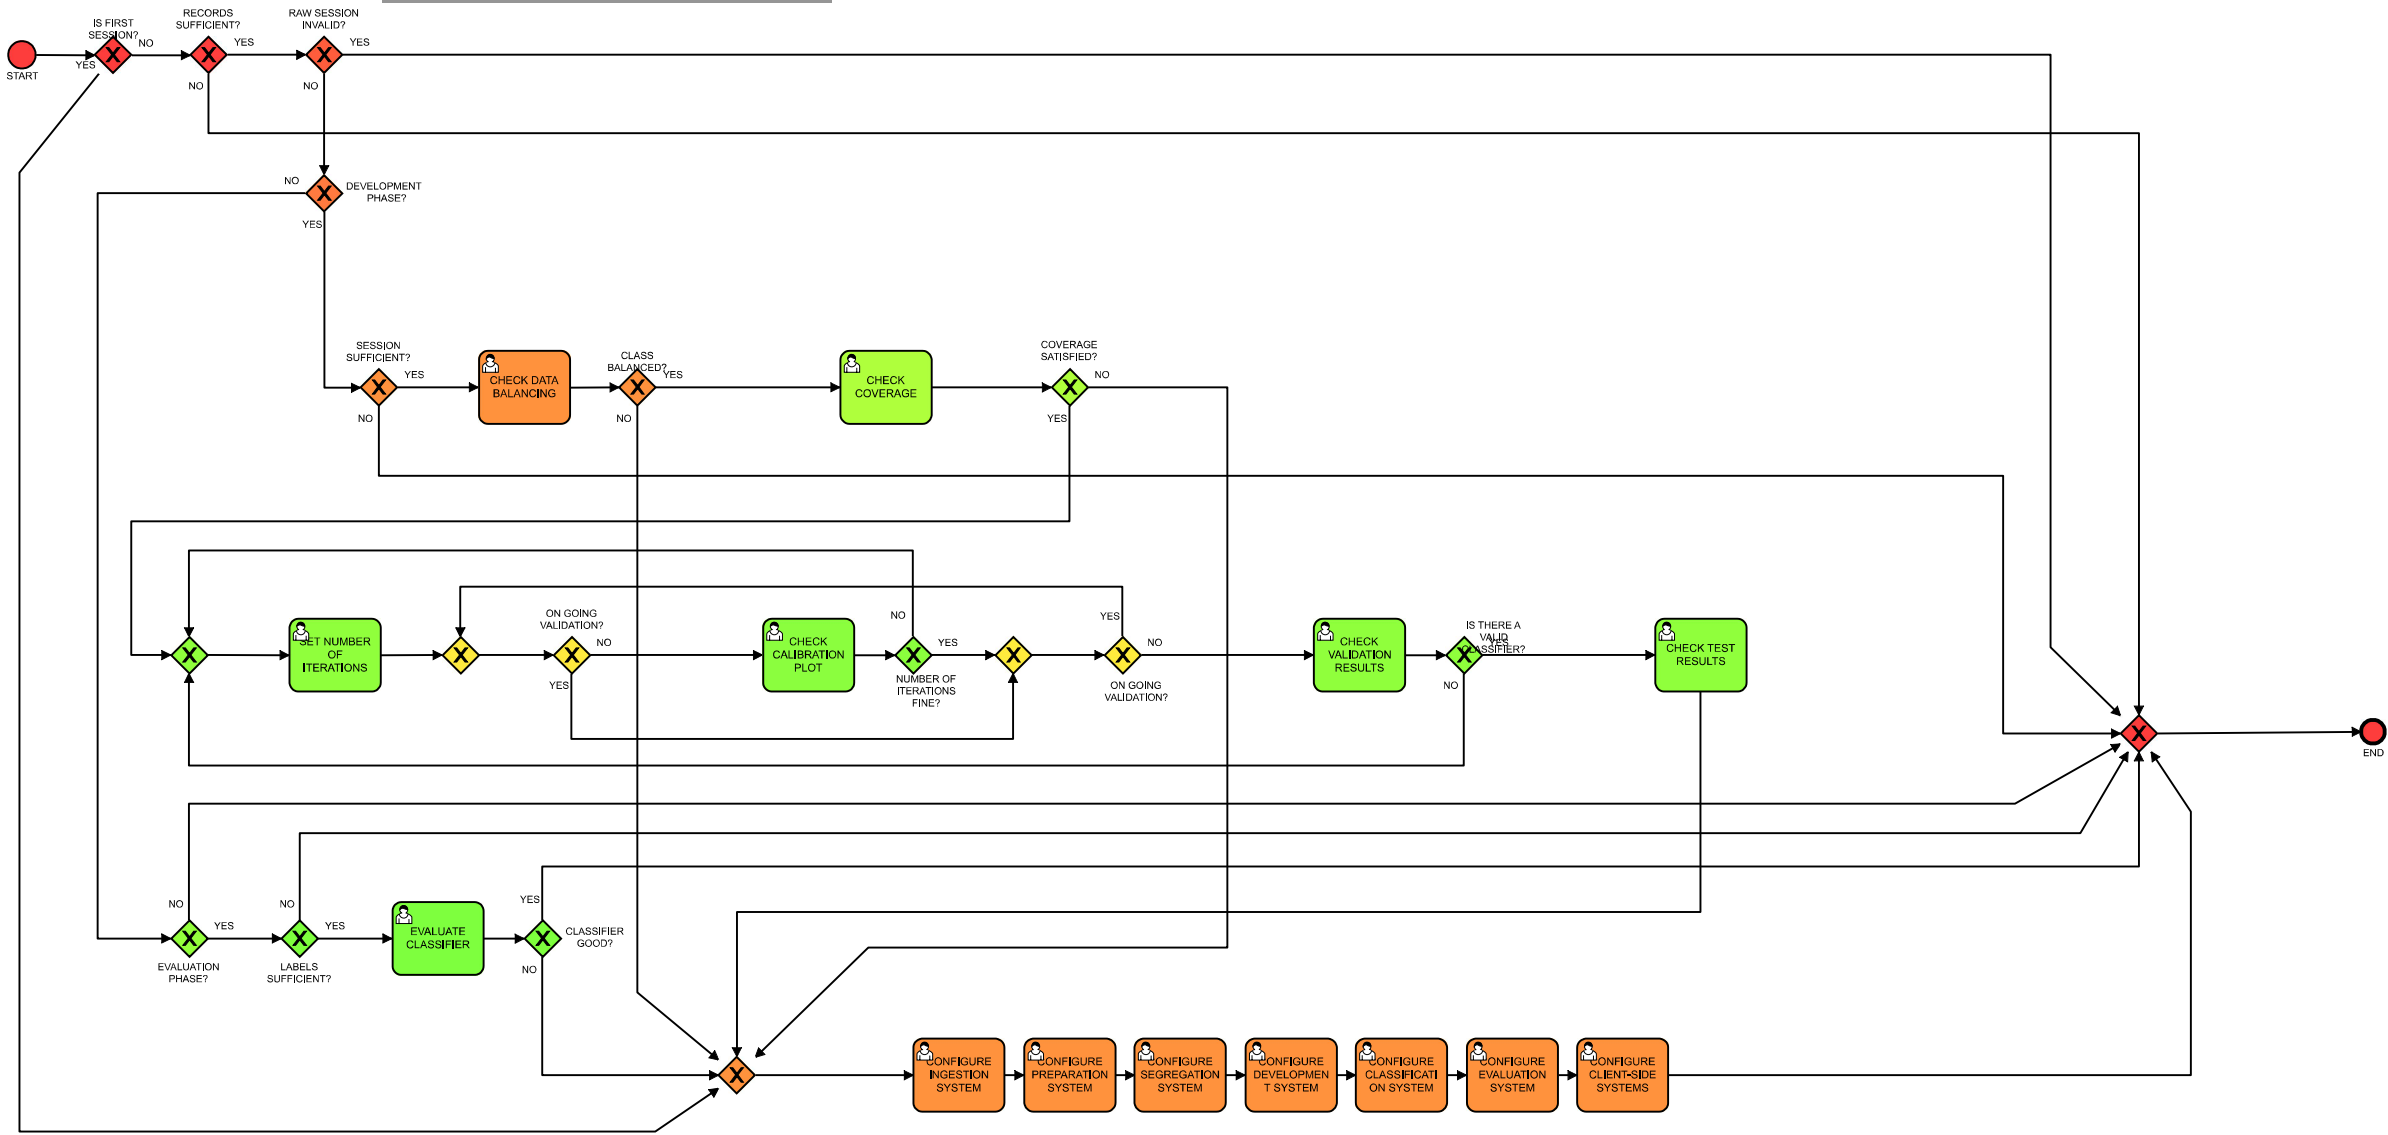 IS FIRST
SESSION?
RECORDS
SUFFICIENT?
RAW SESSION
INVALID?
NO
YES
YES
YES
START
NO
NO
NO
DEVELOPMENT
PHASE?
YES
SESSION
SUFFICIENT?
YES
CHECK DATA
BALANCING
CLASS
BALANCED?
YES
CHECK
COVERAGE
COVERAGE
SATISFIED?
NO
NO
NO
YES
SET NUMBER
OF
ITERATIONS
ON GOING
VALIDATION?
NO
YES
CHECK
CALIBRATION
PLOT
NO
YES
NUMBER OF
ITERATIONS
FINE?
YES
NO
ON GOING
VALIDATION?
CHECK
VALIDATION
RESULTS
IS THERE A
VALID
CLASSIFIER?
YES
NO
CHECK TEST
RESULTS
END
NO
YES
EVALUATION
PHASE?
NO
YES
LABELS
SUFFICIENT?
EVALUATE
CLASSIFIER
YES
CLASSIFIER
GOOD?
NO
CONFIGURE
INGESTION
SYSTEM
CONFIGURE
PREPARATION
SYSTEM
CONFIGURE
SEGREGATION
SYSTEM
CONFIGURE
DEVELOPMEN
T SYSTEM
CONFIGURE
CLASSIFICATI
ON SYSTEM
CONFIGURE
EVALUATION
SYSTEM
CONFIGURE
CLIENT-SIDE
SYSTEMS